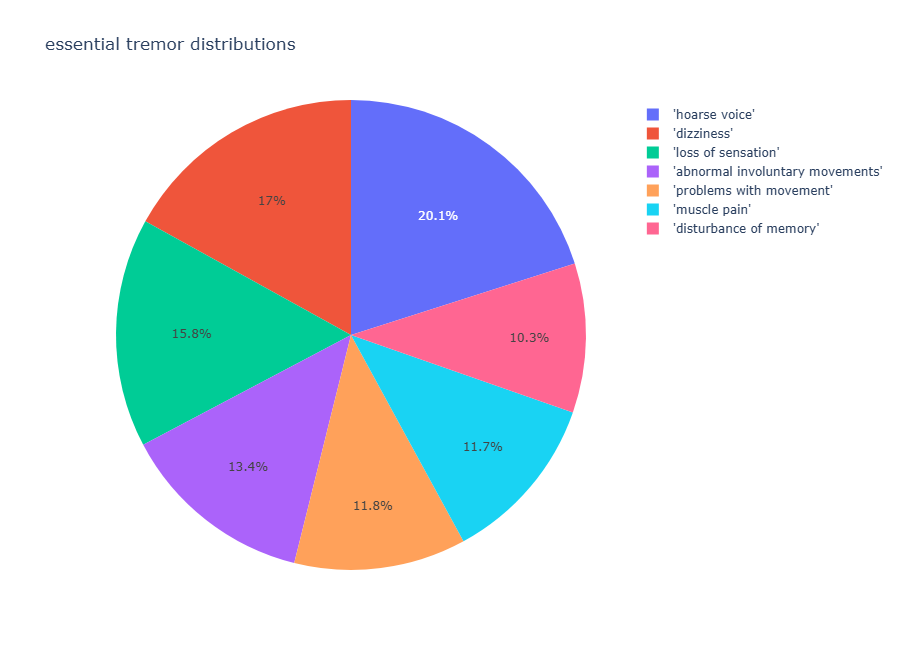 essential tremor distributions
'hoarse voice'
'dizziness'
'loss of sensation'
'abnormal involuntary movements'
'problems with movement'
'muscle pain'
'disturbance of memory'
17%
20.1%
15.8%
10.3%
13.4%
11.7%
11.8%